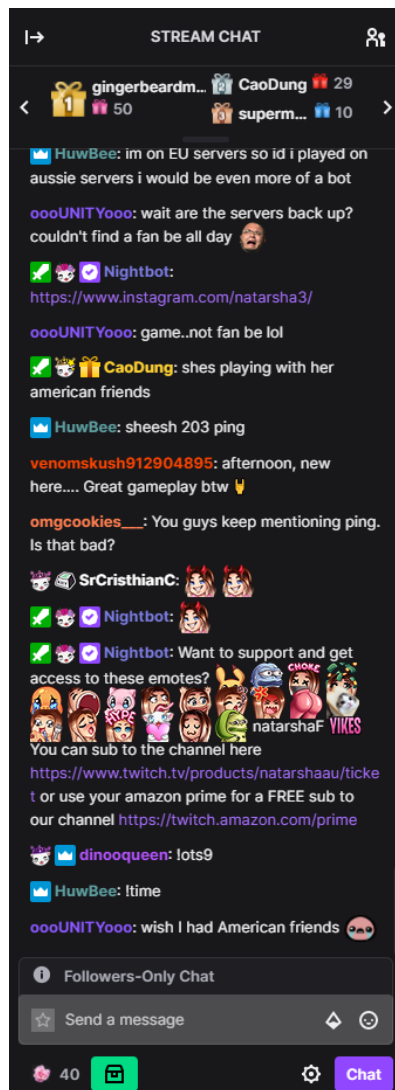 STREAM CHAT
1 gingerbeardm... 50
2 CaoDung 29
3 superm... 10
HuwBee: im on EU servers so id i played on
aussie servers i would be even more of a bot
oooUNITYooo: wait are the servers back up?
couldn't find a fan be all day
Nightbot:
https://www.instagram.com/natarsha3/
oooUNITYooo: game..not fan be lol
CaoDung: shes playing with her
american friends
HuwBee: sheesh 203 ping
venomskush912904895: afternoon, new
here.... Great gameplay btw
omgcookies___: You guys keep mentioning ping.
Is that bad?
SrCristhianC:
Nightbot:
Nightbot: Want to support and get
access to these emotes?
CHOKE
HYPE
natarshaF YIKES
You can sub to the channel here
https://www.twitch.tv/products/natarshaau/ticke
t or use your amazon prime for a FREE sub to
our channel https://twitch.amazon.com/prime
dinooqueen: !ots9
HuwBee: !time
oooUNITYooo: wish I had American friends
Followers-Only Chat
Send a message
40
Chat